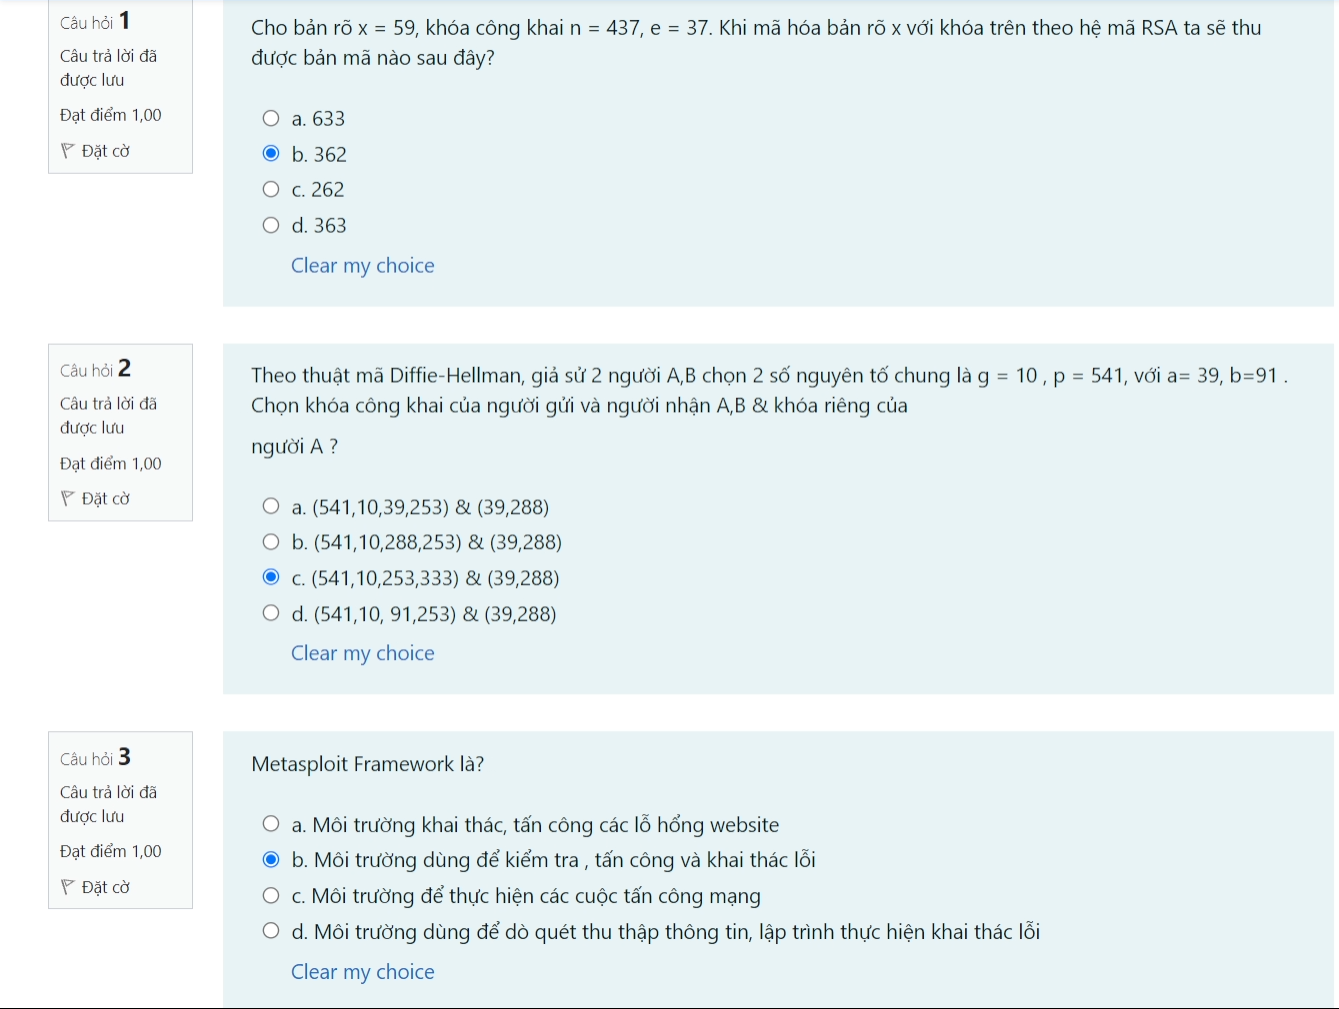 Câu hỏi 1
Câu trả lời đã
được lưu
Đạt điểm 1,00
Đặt cờ
Cho bản rõ x = 59, khóa công khai n = 437, e = 37. Khi mã hóa bản rõ x với khóa trên theo hệ mã RSA ta sẽ thu
được bản mã nào sau đây?
a. 633
b. 362
c. 262
d. 363
Clear my choice
Câu hỏi 2
Câu trả lời đã
được lưu
Đạt điểm 1,00
Đặt cờ
Theo thuật mã Diffie-Hellman, giả sử 2 người A,B chọn 2 số nguyên tố chung là g = 10 , p = 541, với a= 39, b=91 .
Chọn khóa công khai của người gửi và người nhận A,B & khóa riêng của
người A ?
a. (541,10,39,253) & (39,288)
b. (541,10,288,253) & (39,288)
c. (541,10,253,333) & (39,288)
d. (541,10, 91,253) & (39,288)
Clear my choice
Câu hỏi 3
Câu trả lời đã
được lưu
Đạt điểm 1,00
Đặt cờ
Metasploit Framework là?
a. Môi trường khai thác, tấn công các lỗ hổng website
b. Môi trường dùng để kiểm tra , tấn công và khai thác lỗi
c. Môi trường để thực hiện các cuộc tấn công mạng
d. Môi trường dùng để dò quét thu thập thông tin, lập trình thực hiện khai thác lỗi
Clear my choice